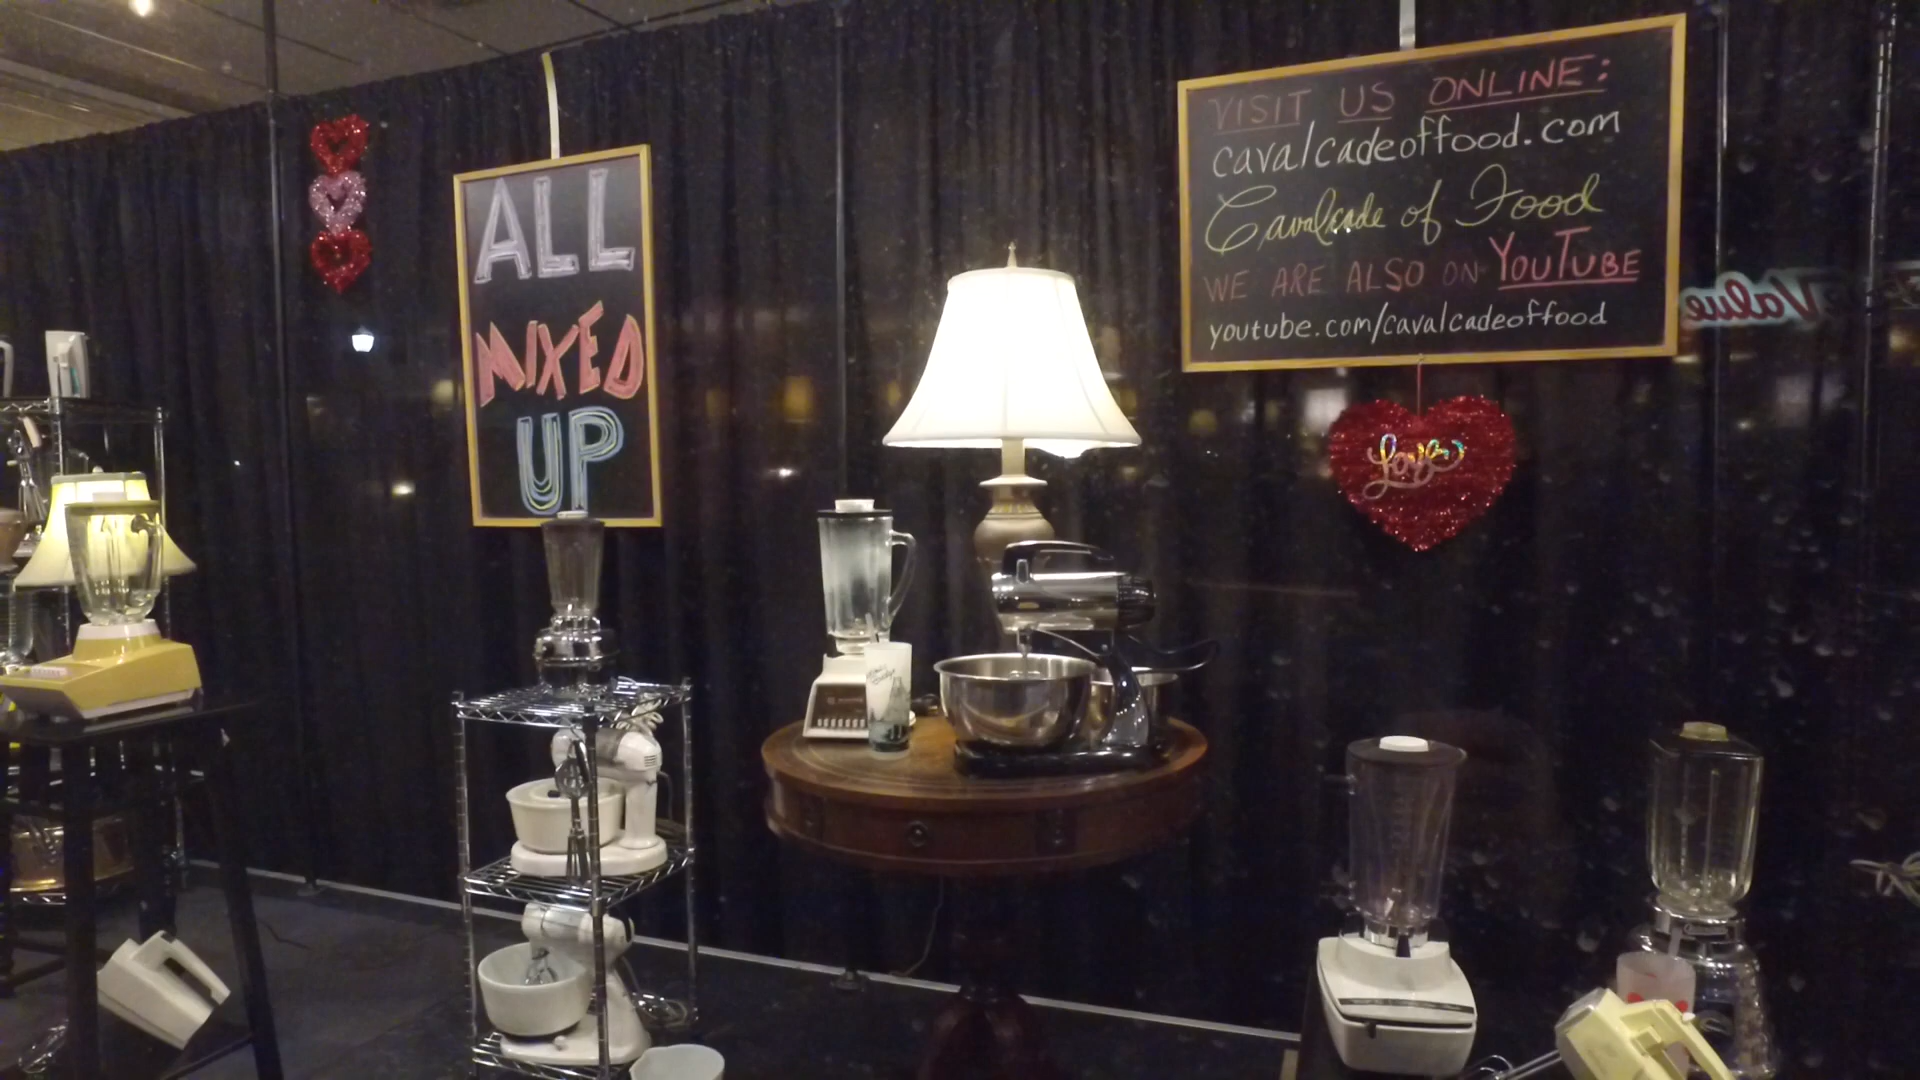 ALL
MIXED
UP
VISIT US ONLINE:
cavalcadeoffood.com
Cavalcade of Food
WE ARE ALSO ON YOUTUBE
youtube.com/cavalcadeoffood
Love
Value